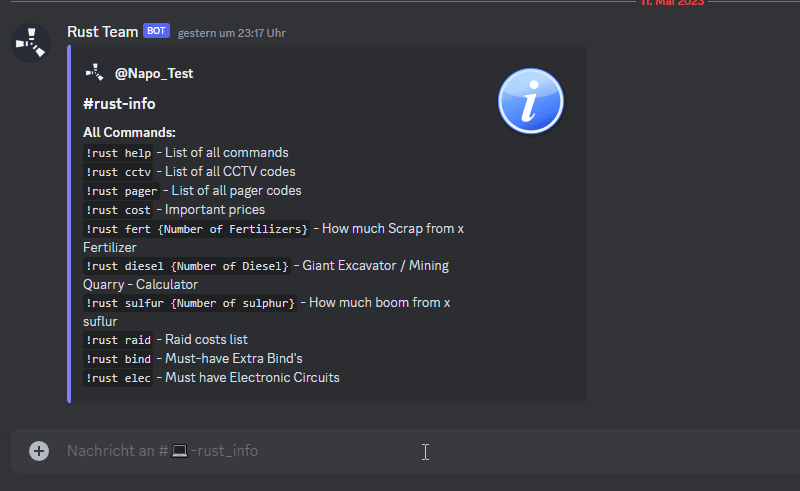 11. Mai 2023
Rust Team BOT gestern um 23:17 Uhr
@Napo_Test
#rust-info
All Commands:
!rust help - List of all commands
!rust cctv - List of all CCTV codes
!rust pager - List of all pager codes
!rust cost - Important prices
!rust fert {Number of Fertilizers} - How much Scrap from x
Fertilizer
!rust diesel {Number of Diesel} - Giant Excavator / Mining
Quarry - Calculator
!rust sulfur {Number of sulphur} - How much boom from x
suflur
!rust raid - Raid costs list
!rust bind - Must-have Extra Bind's
!rust elec - Must have Electronic Circuits
Nachricht an #💻-rust_info